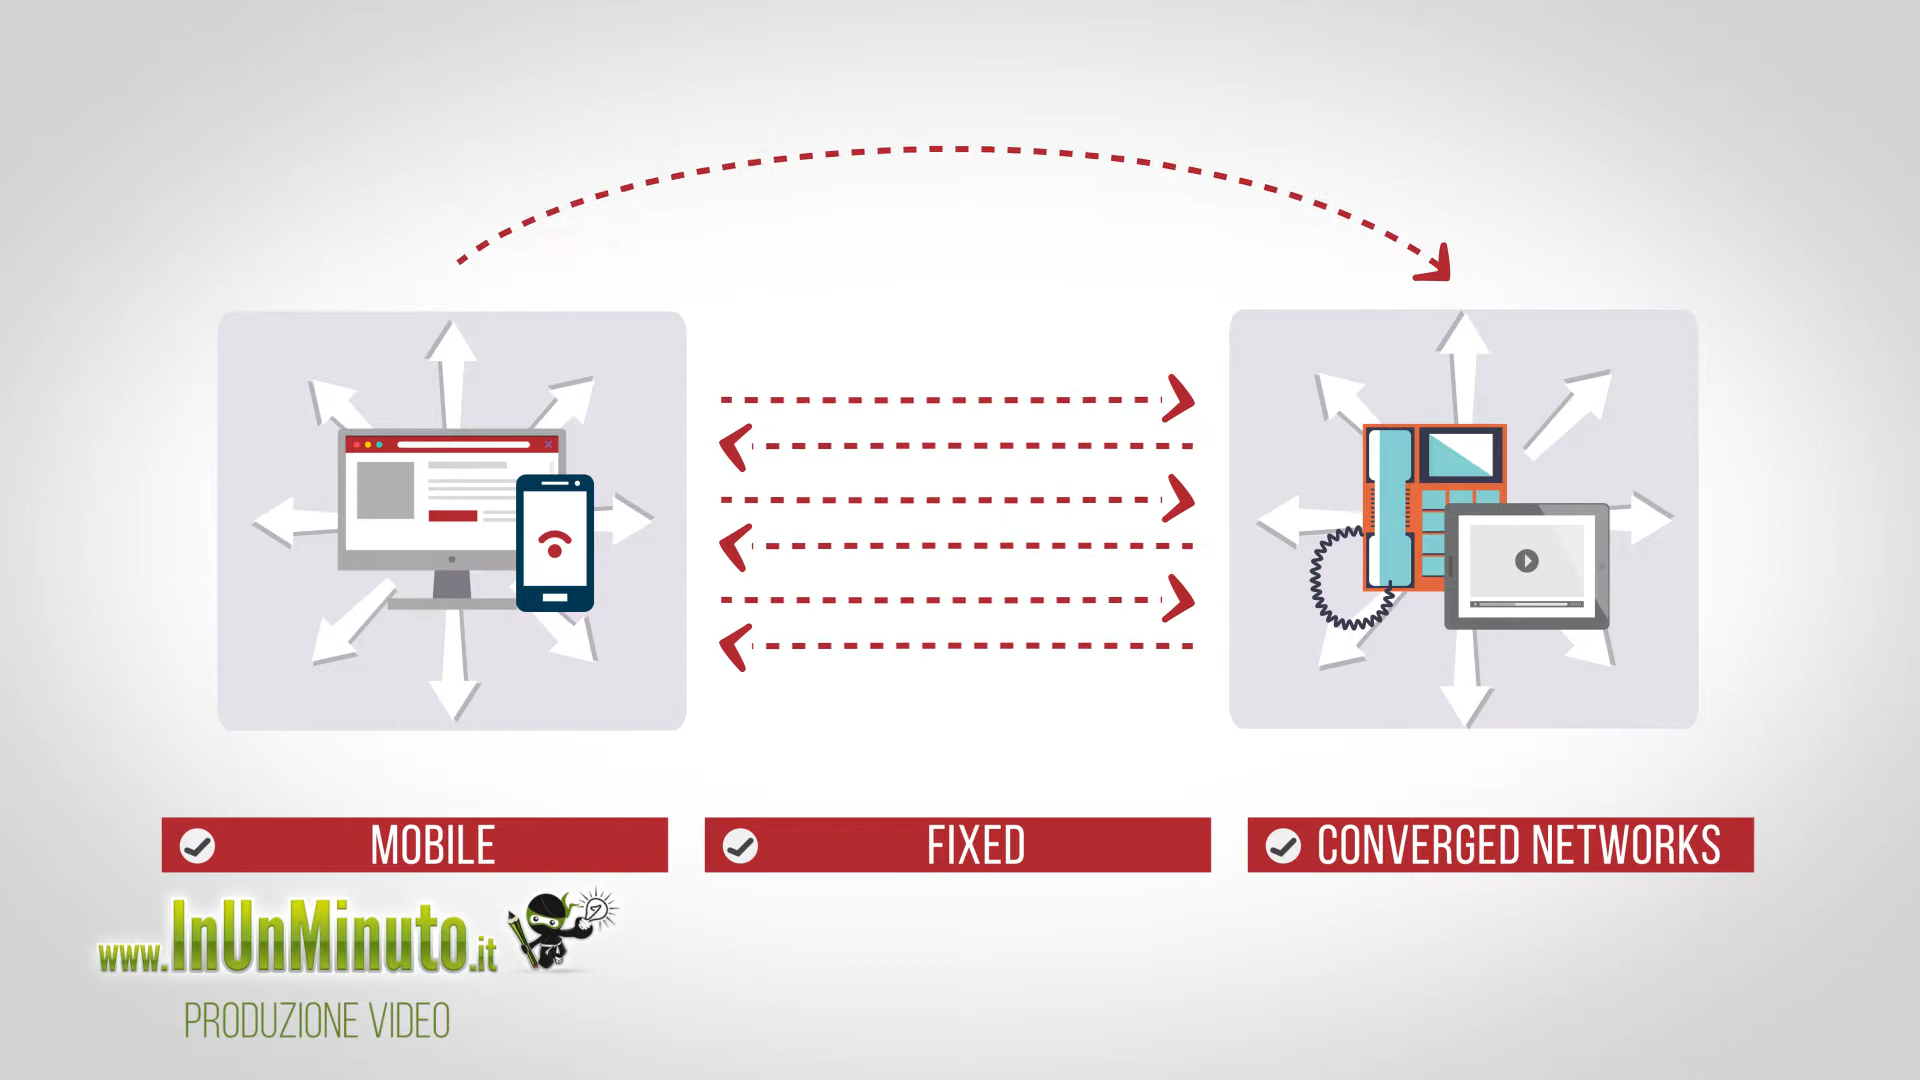 MOBILE
FIXED
CONVERGED NETWORKS
www.InUnMinuto.it
PRODUZIONE VIDEO